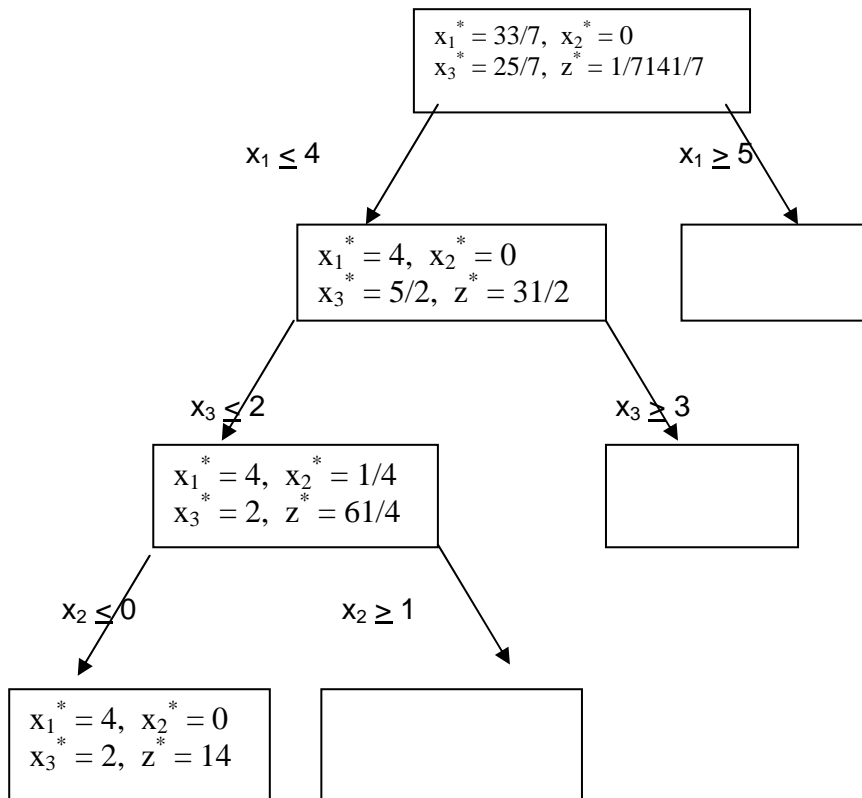 x₁* = 33/7, x₂* = 0
x₃* = 25/7, z* = 1/7141/7
x₁ ≤ 4
x₁ ≥ 5
x₁* = 4, x₂* = 0
x₃* = 5/2, z* = 31/2
x₃ ≤ 2
x₃ ≥ 3
x₁* = 4, x₂* = 1/4
x₃* = 2, z* = 61/4
x₂ ≤ 0
x₂ ≥ 1
x₁* = 4, x₂* = 0
x₃* = 2, z* = 14